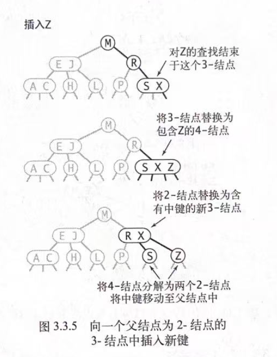 插入Z
M
E J
R
A C
H
L
P
S X
对Z的查找结束
于这个3-结点
M
E J
R
A C
H
L
P
S X Z
将3-结点替换为
包含Z的4-结点
将2-结点替换为含
有中键的新3-结点
M
E J
R X
A C
H
L
P
S
Z
将4-结点分解为两个2-结点
将中键移动至父结点中
图 3.3.5 向一个父结点为 2- 结点的
3- 结点中插入新键